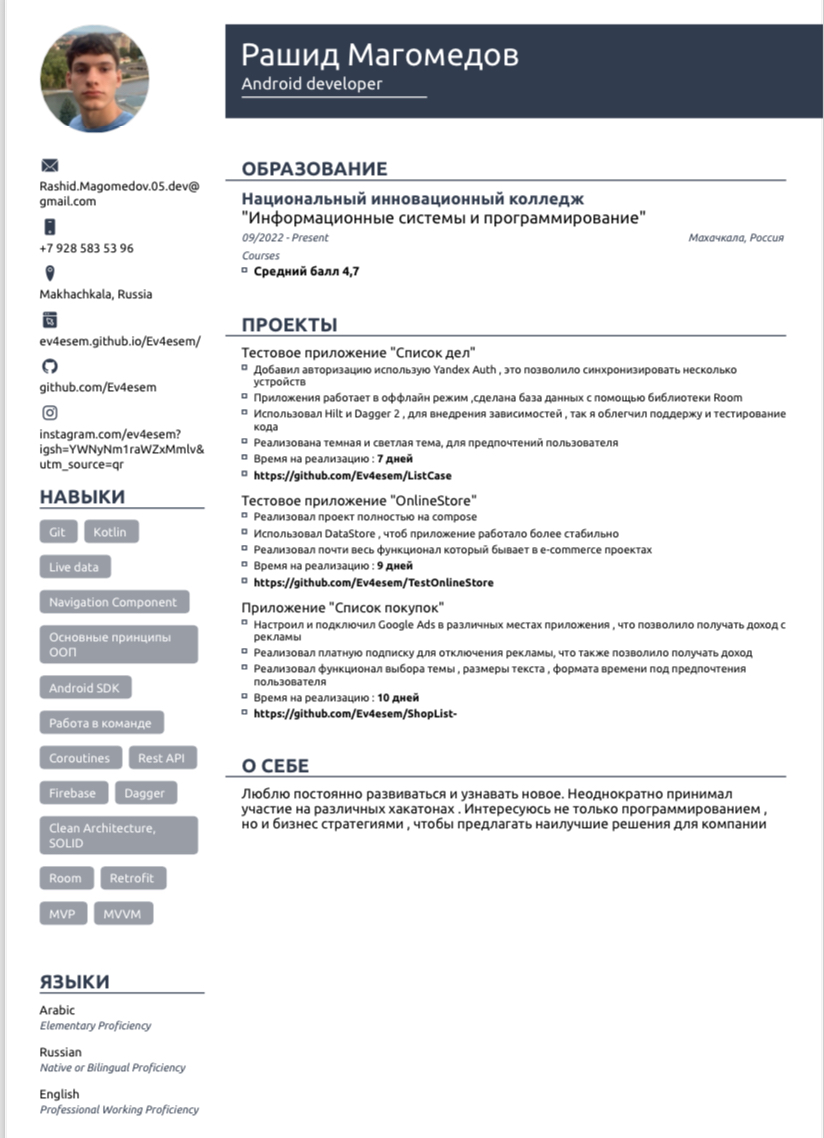 Рашид Магомедов
Android developer
Rashid.Magomedov.05.dev@
gmail.com
+7 928 583 53 96
Makhachkala, Russia
ev4esem.github.io/Ev4esem/
github.com/Ev4esem
instagram.com/ev4esem?
igsh=YWNyNm1raWZxMmlv&
utm_source=qr
НАВЫКИ
Git Kotlin
Live data
Navigation Component
Основные принципы
ООП
Android SDK
Работа в команде
Coroutines Rest API
Firebase Dagger
Clean Architecture,
SOLID
Room Retrofit
MVP MVVM
ЯЗЫКИ
Arabic
Elementary Proficiency
Russian
Native or Bilingual Proficiency
English
Professional Working Proficiency
ОБРАЗОВАНИЕ
Национальный инновационный колледж
"Информационные системы и программирование"
09/2022 - Present Махачкала, Россия
Courses
Средний балл 4,7
ПРОЕКТЫ
Тестовое приложение "Список дел"
Добавил авторизацию использую Yandex Auth , это позволило синхронизировать несколько
устройств
Приложения работает в оффлайн режим ,сделана база данных с помощью библиотеки Room
Использовал Hilt и Dagger 2 , для внедрения зависимостей , так я облегчил поддержу и тестирование
кода
Реализована темная и светлая тема, для предпочтений пользователя
Время на реализацию : 7 дней
https://github.com/Ev4esem/ListCase
Тестовое приложение "OnlineStore"
Реализовал проект полностью на compose
Использовал DataStore , чтоб приложение работало более стабильно
Реализовал почти весь функционал который бывает в e-commerce проектах
Время на реализацию : 9 дней
https://github.com/Ev4esem/TestOnlineStore
Приложение "Список покупок"
Настроил и подключил Google Ads в различных местах приложения , что позволило получать доход с
рекламы
Реализовал платную подписку для отключения рекламы, что также позволило получать доход
Реализовал функционал выбора темы , размеры текста , формата времени под предпочтения
пользователя
Время на реализацию : 10 дней
https://github.com/Ev4esem/ShopList-
О СЕБЕ
Люблю постоянно развиваться и узнавать новое. Неоднократно принимал
участие на различных хакатонах . Интересуюсь не только программированием ,
но и бизнес стратегиями , чтобы предлагать наилучшие решения для компании